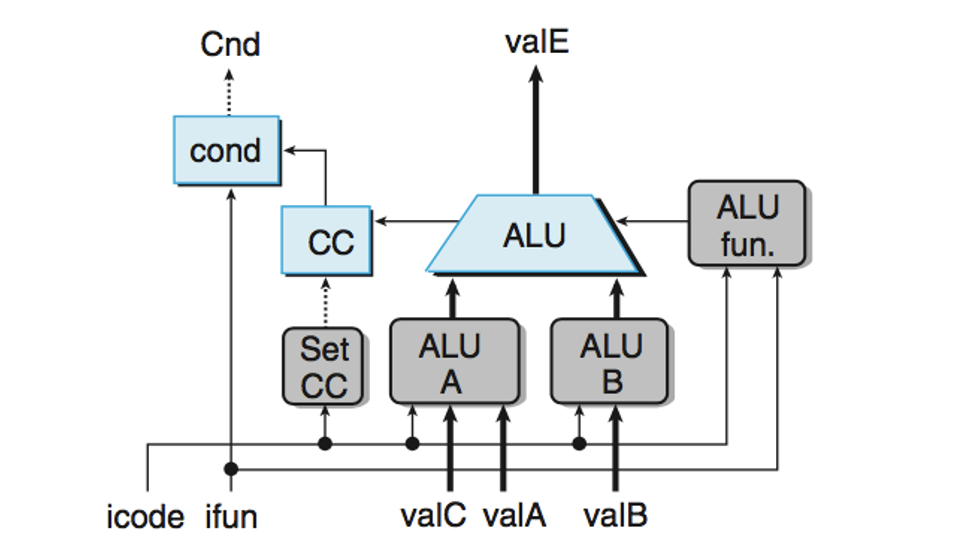 Cnd
valE
cond
ALU
fun.
CC
ALU
Set
CC
ALU
A
ALU
B
icode
ifun
valC
valA
valB